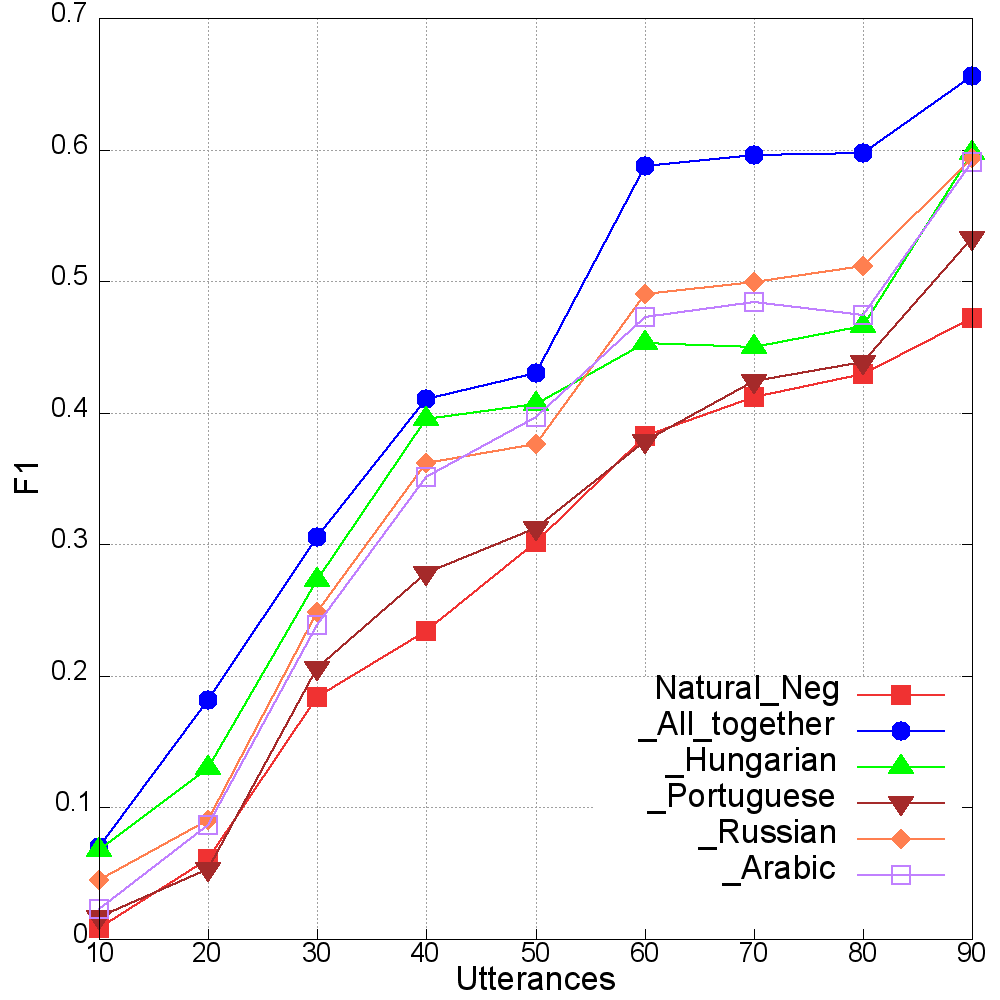 0.7
0.6
0.5
0.4
0.3
0.2
0.1
0
F1
Natural_Neg
_All_together
_Hungarian
_Portuguese
_Russian
_Arabic
10 20 30 40 50 60 70 80 90
Utterances